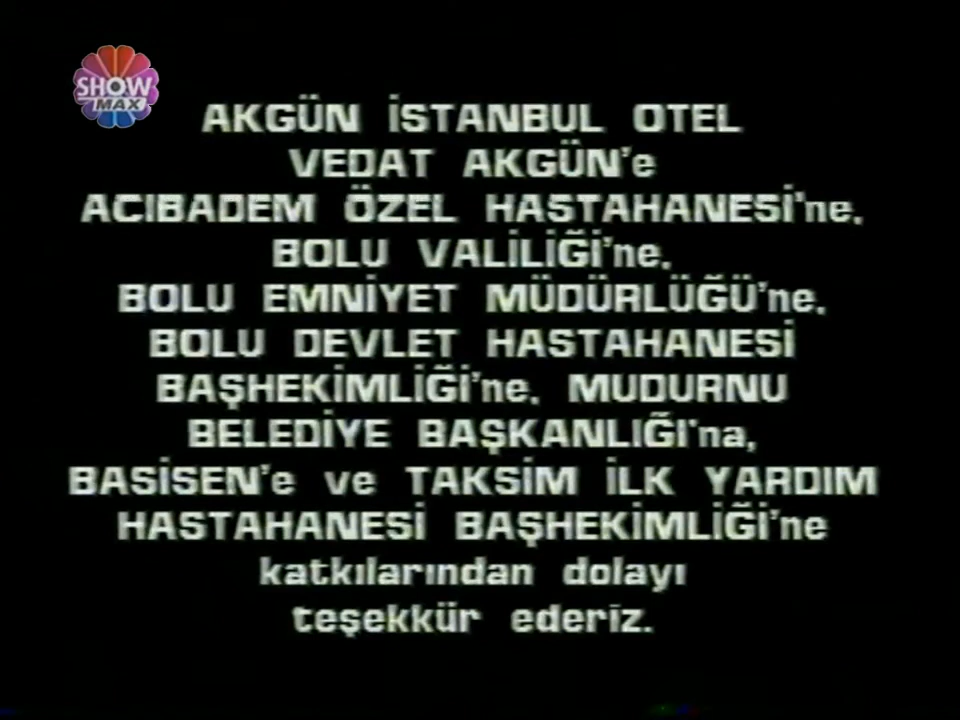 SHOW
MAX
AKGÜN İSTANBUL OTEL
VEDAT AKGÜN'e
ACIBADEM ÖZEL HASTAHANESİ'ne,
BOLU VALİLİĞİ'ne,
BOLU EMNİYET MÜDÜRLÜĞÜ'ne,
BOLU DEVLET HASTAHANESİ
BAŞHEKİMLİĞİ'ne, MUDURNU
BELEDİYE BAŞKANLIĞI'na,
BASİSEN'e ve TAKSİM İLK YARDIM
HASTAHANESİ BAŞHEKİMLİĞİ'ne
katkılarından dolayı
teşekkür ederiz.